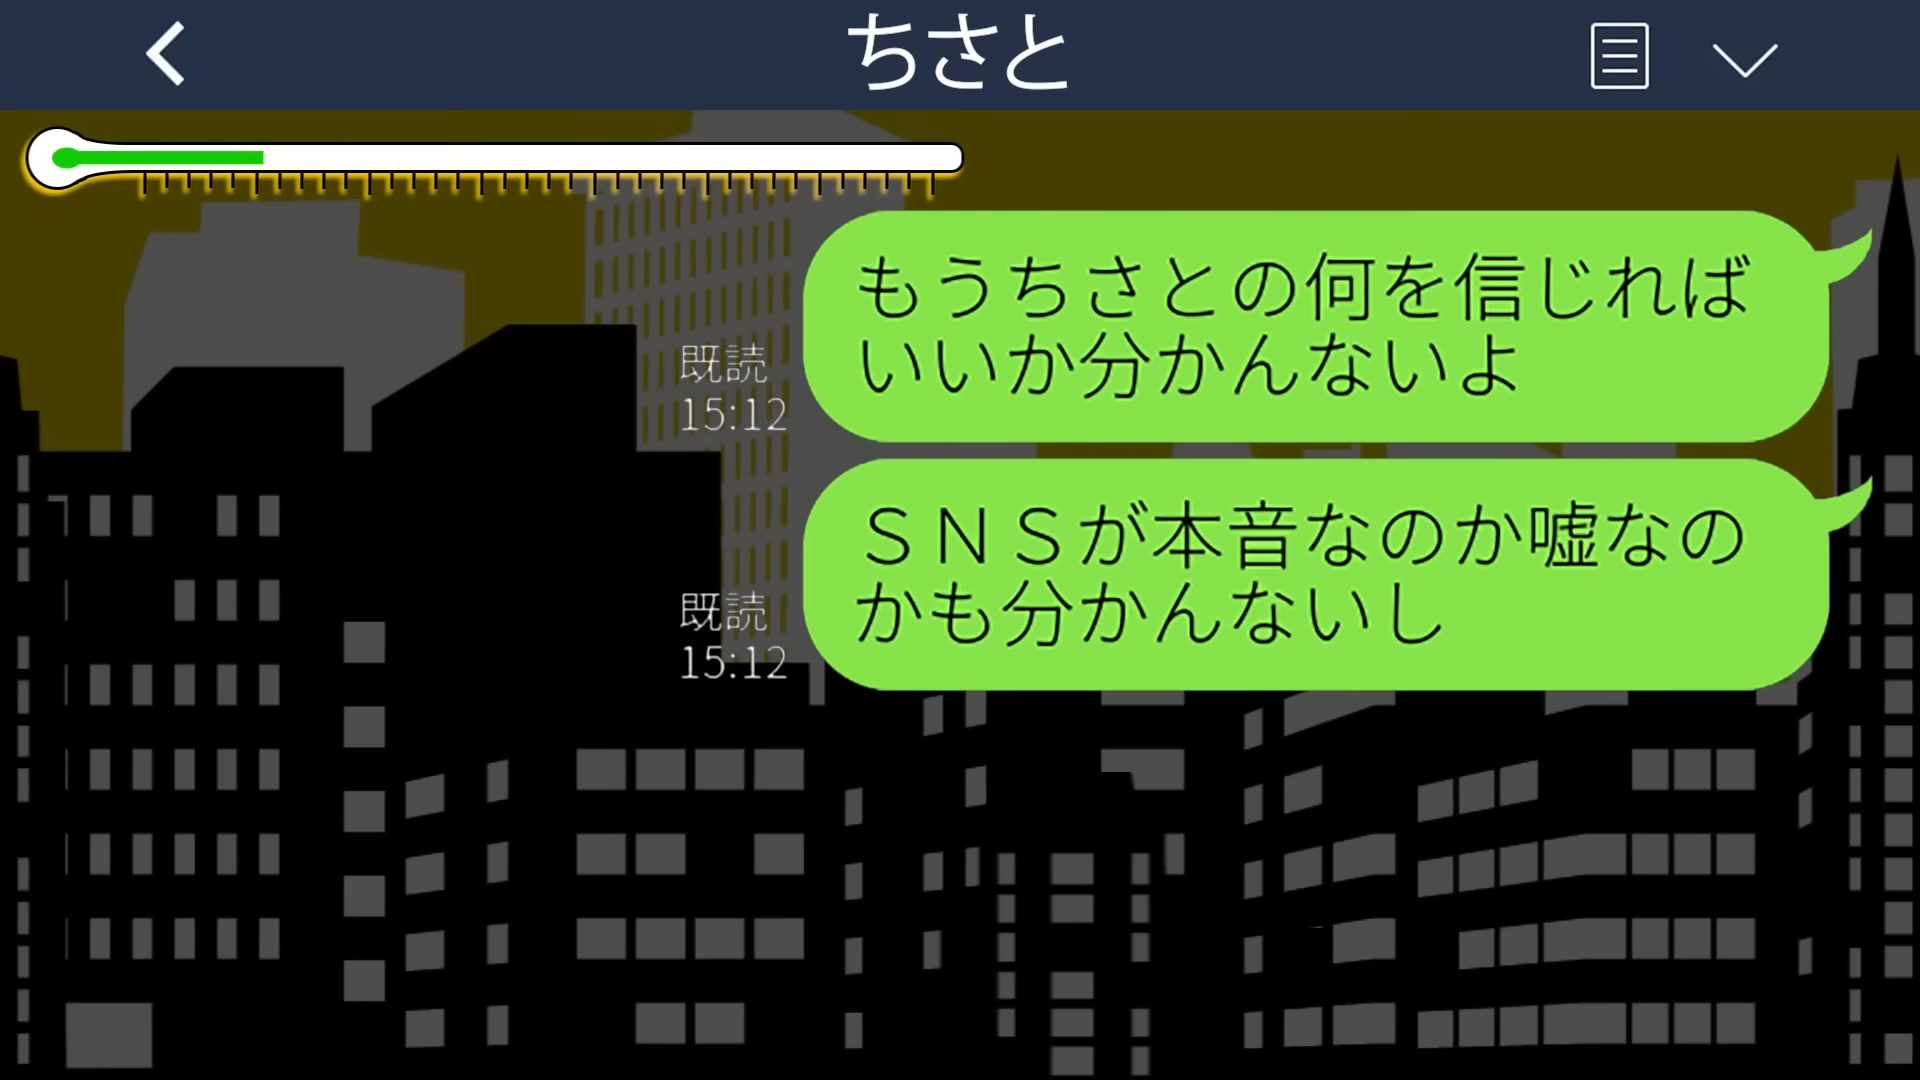 ちさと
もうちさとの何を信じれば
いいか分かんないよ
既読
15:12
ＳＮＳが本音なのか嘘なの
かも分かんないし
既読
15:12